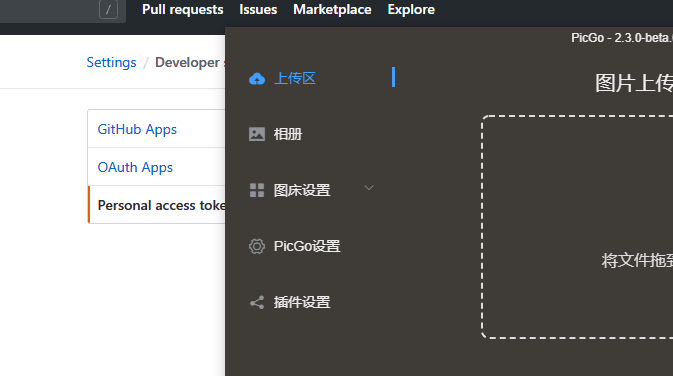 / Pull requests Issues Marketplace Explore
PicGo - 2.3.0-beta.
Settings / Developer
上传区
图片上传
相册
GitHub Apps
OAuth Apps
图床设置
Personal access
PicGo设置
将文件拖到
插件设置